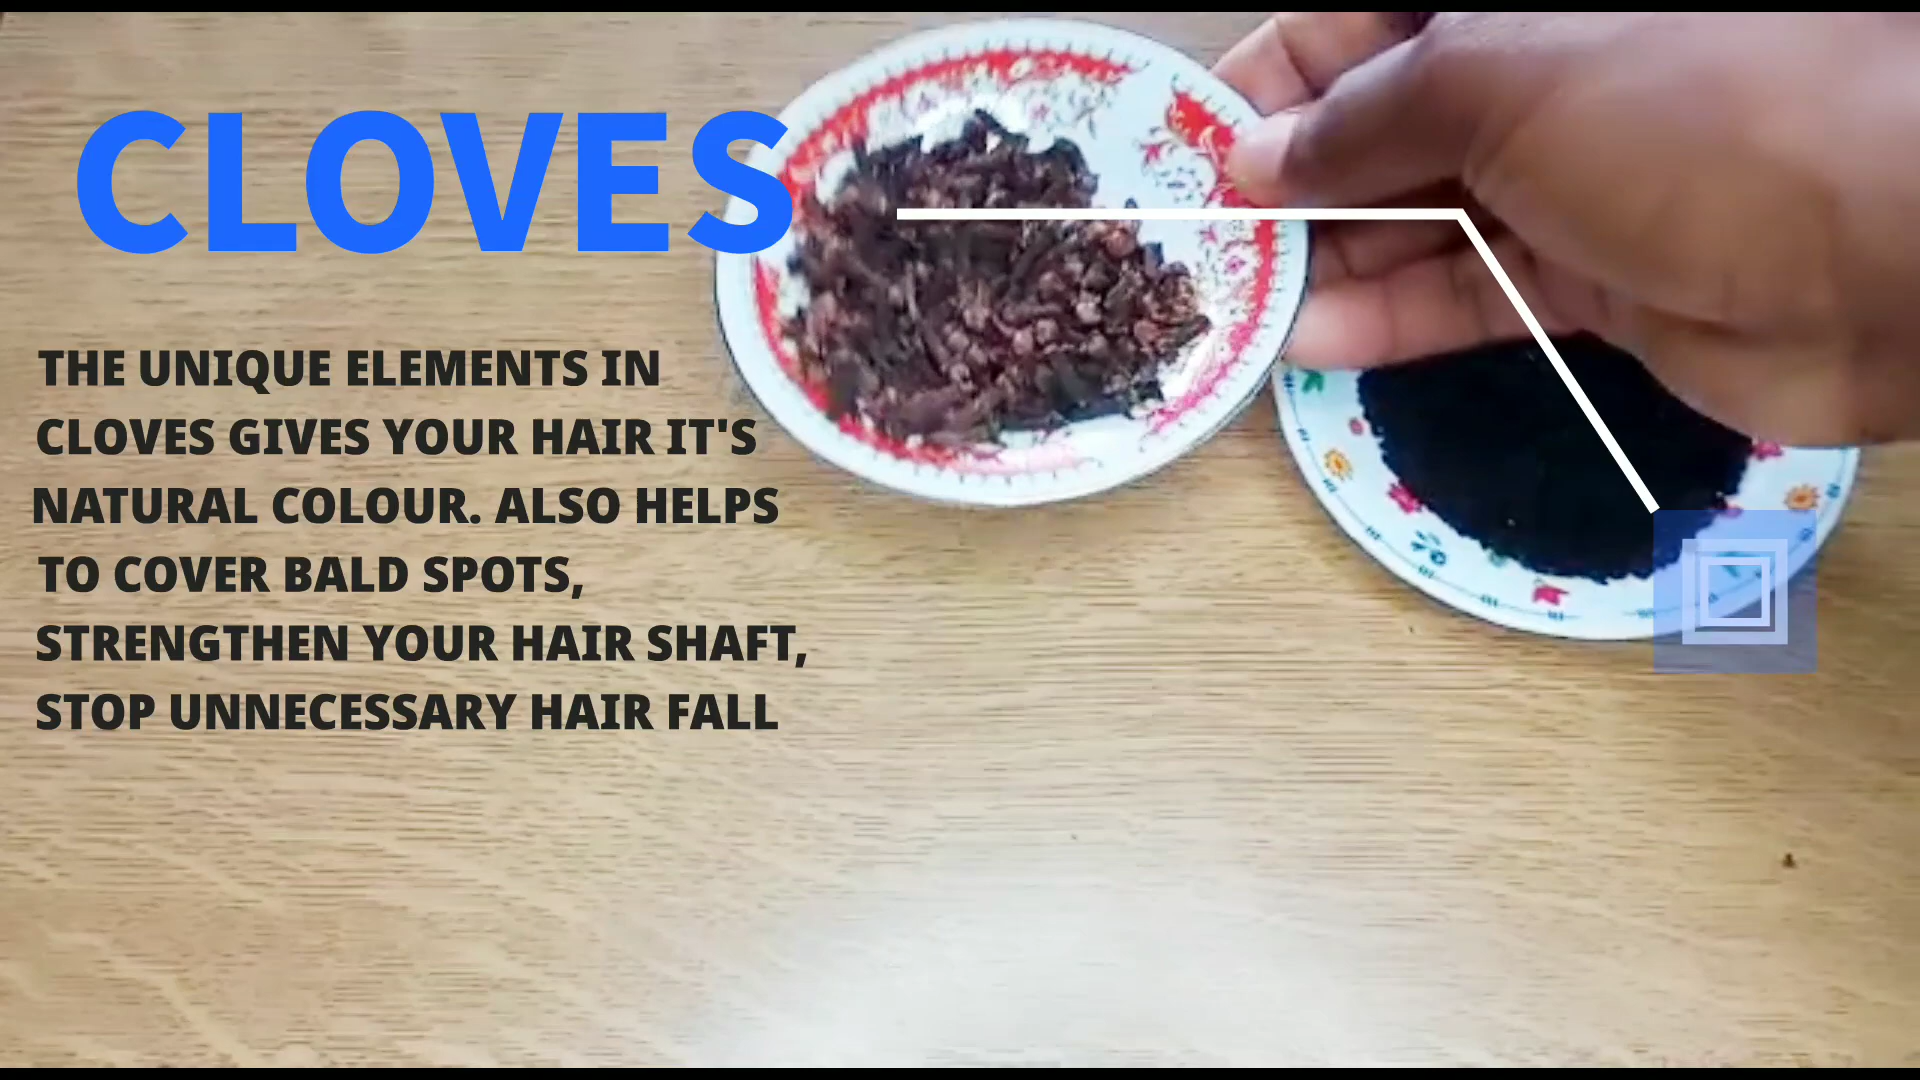 CLOVES
THE UNIQUE ELEMENTS IN
CLOVES GIVES YOUR HAIR IT'S
NATURAL COLOUR. ALSO HELPS
TO COVER BALD SPOTS,
STRENGTHEN YOUR HAIR SHAFT,
STOP UNNECESSARY HAIR FALL